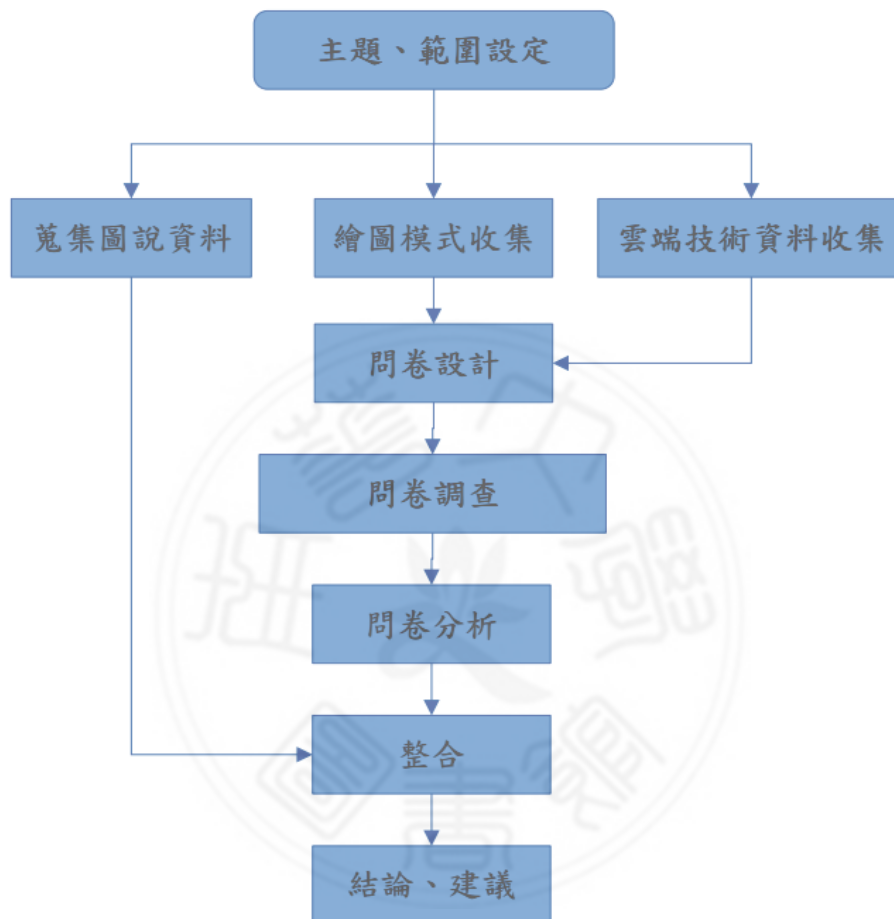 主題、範圍設定
蒐集圖說資料
繪圖模式收集
雲端技術資料收集
問卷設計
問卷調查
問卷分析
整合
結論、建議